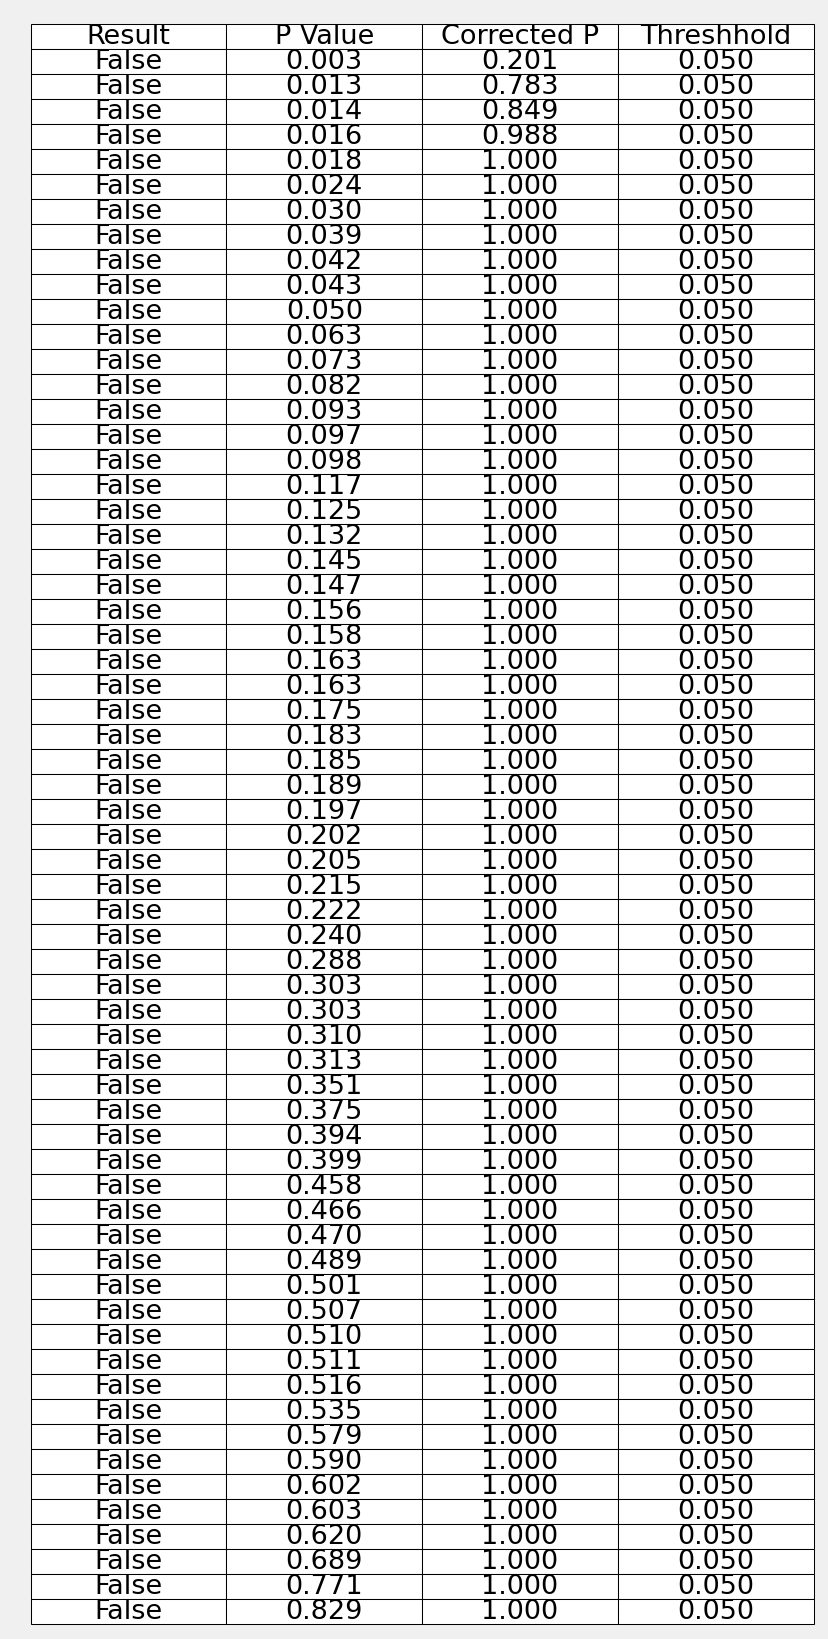 Result P Value Corrected P Threshhold
False 0.003 0.201 0.050
False 0.013 0.783 0.050
False 0.014 0.849 0.050
False 0.016 0.988 0.050
False 0.018 1.000 0.050
False 0.024 1.000 0.050
False 0.030 1.000 0.050
False 0.039 1.000 0.050
False 0.042 1.000 0.050
False 0.043 1.000 0.050
False 0.050 1.000 0.050
False 0.063 1.000 0.050
False 0.073 1.000 0.050
False 0.082 1.000 0.050
False 0.093 1.000 0.050
False 0.097 1.000 0.050
False 0.098 1.000 0.050
False 0.117 1.000 0.050
False 0.125 1.000 0.050
False 0.132 1.000 0.050
False 0.145 1.000 0.050
False 0.147 1.000 0.050
False 0.156 1.000 0.050
False 0.158 1.000 0.050
False 0.163 1.000 0.050
False 0.163 1.000 0.050
False 0.175 1.000 0.050
False 0.183 1.000 0.050
False 0.185 1.000 0.050
False 0.189 1.000 0.050
False 0.197 1.000 0.050
False 0.202 1.000 0.050
False 0.205 1.000 0.050
False 0.215 1.000 0.050
False 0.222 1.000 0.050
False 0.240 1.000 0.050
False 0.288 1.000 0.050
False 0.303 1.000 0.050
False 0.303 1.000 0.050
False 0.310 1.000 0.050
False 0.313 1.000 0.050
False 0.351 1.000 0.050
False 0.375 1.000 0.050
False 0.394 1.000 0.050
False 0.399 1.000 0.050
False 0.458 1.000 0.050
False 0.466 1.000 0.050
False 0.470 1.000 0.050
False 0.489 1.000 0.050
False 0.501 1.000 0.050
False 0.507 1.000 0.050
False 0.510 1.000 0.050
False 0.511 1.000 0.050
False 0.516 1.000 0.050
False 0.535 1.000 0.050
False 0.579 1.000 0.050
False 0.590 1.000 0.050
False 0.602 1.000 0.050
False 0.603 1.000 0.050
False 0.620 1.000 0.050
False 0.689 1.000 0.050
False 0.771 1.000 0.050
False 0.829 1.000 0.050